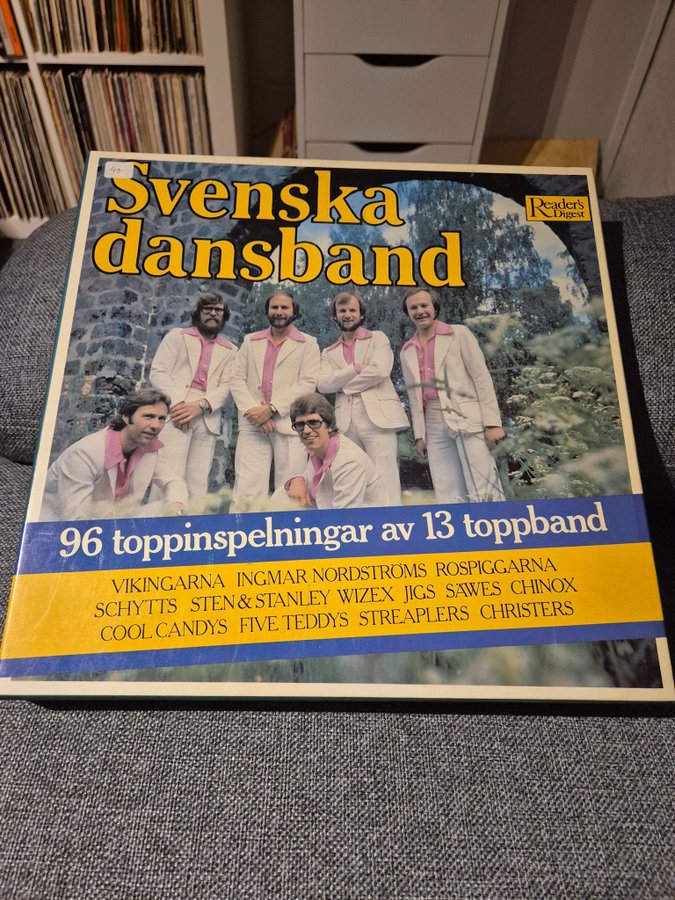 Svenska
dansband
Reader's
Digest
96 toppinspelningar av 13 toppband
VIKINGARNA INGMAR NORDSTRÖMS ROSPIGGARNA
SCHYTTS STEN & STANLEY WIZEX JIGS SÄWES CHINOX
COOL CANDYS FIVE TEDDYS STREAPLERS CHRISTERS